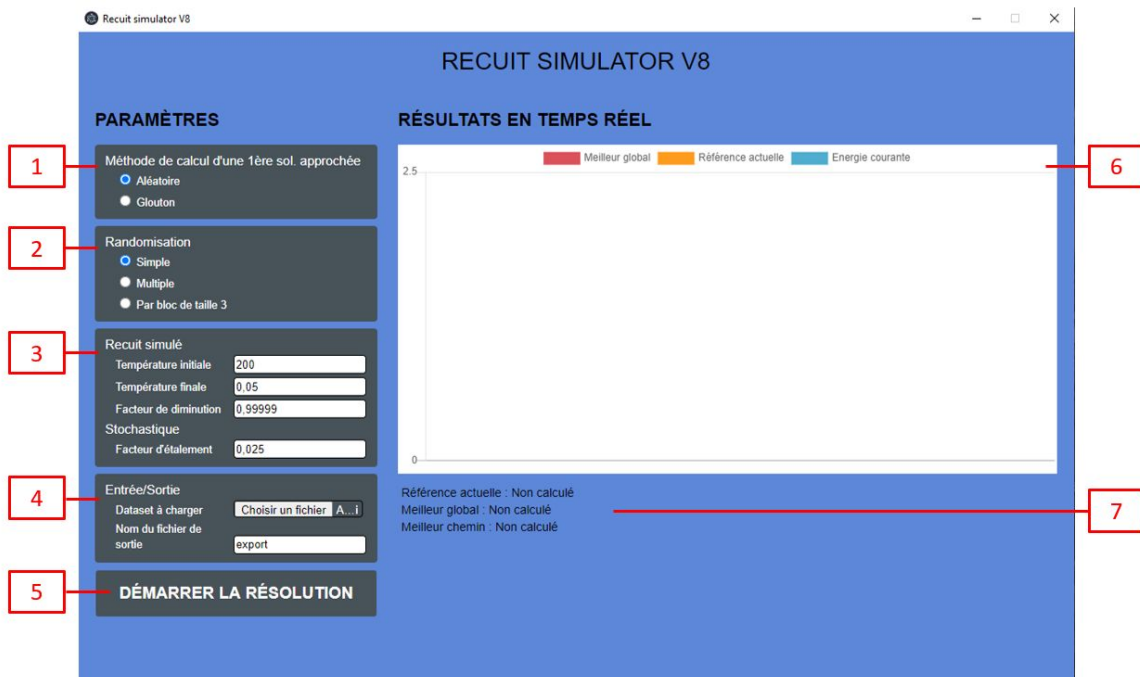 Recuit simulator V8
RECUIT SIMULATOR V8
PARAMÈTRES
1
Méthode de calcul d'une 1ère sol. approchée
Aléatoire
Glouton
2
Randomisation
Simple
Multiple
Par bloc de taille 3
3
Recuit simulé
Température initiale 200
Température finale 0,05
Facteur de diminution 0,99999
Stochastique
Facteur d'étalement 0,025
4
Entrée/Sortie
Dataset à charger Choisir un fichier A...i
Nom du fichier de
sortie export
5
DÉMARRER LA RÉSOLUTION
RÉSULTATS EN TEMPS RÉEL
Meilleur global Référence actuelle Energie courante
6
2.5
0
Référence actuelle : Non calculé
Meilleur global : Non calculé
Meilleur chemin : Non calculé
7